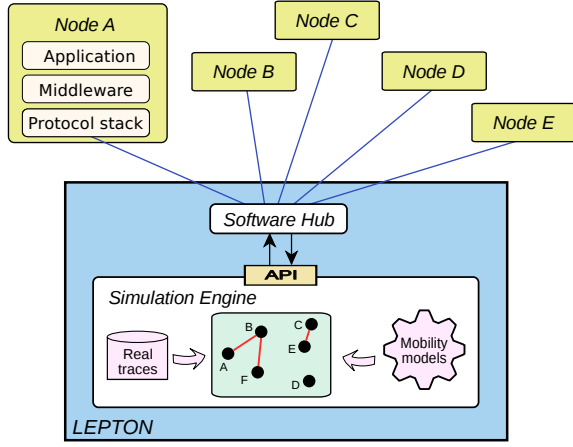 Node A
Application
Middleware
Protocol stack
Node B
Node C
Node D
Node E
Software Hub
API
Simulation Engine
Real
traces
A
B
F
C
E
D
Mobility
models
LEPTON